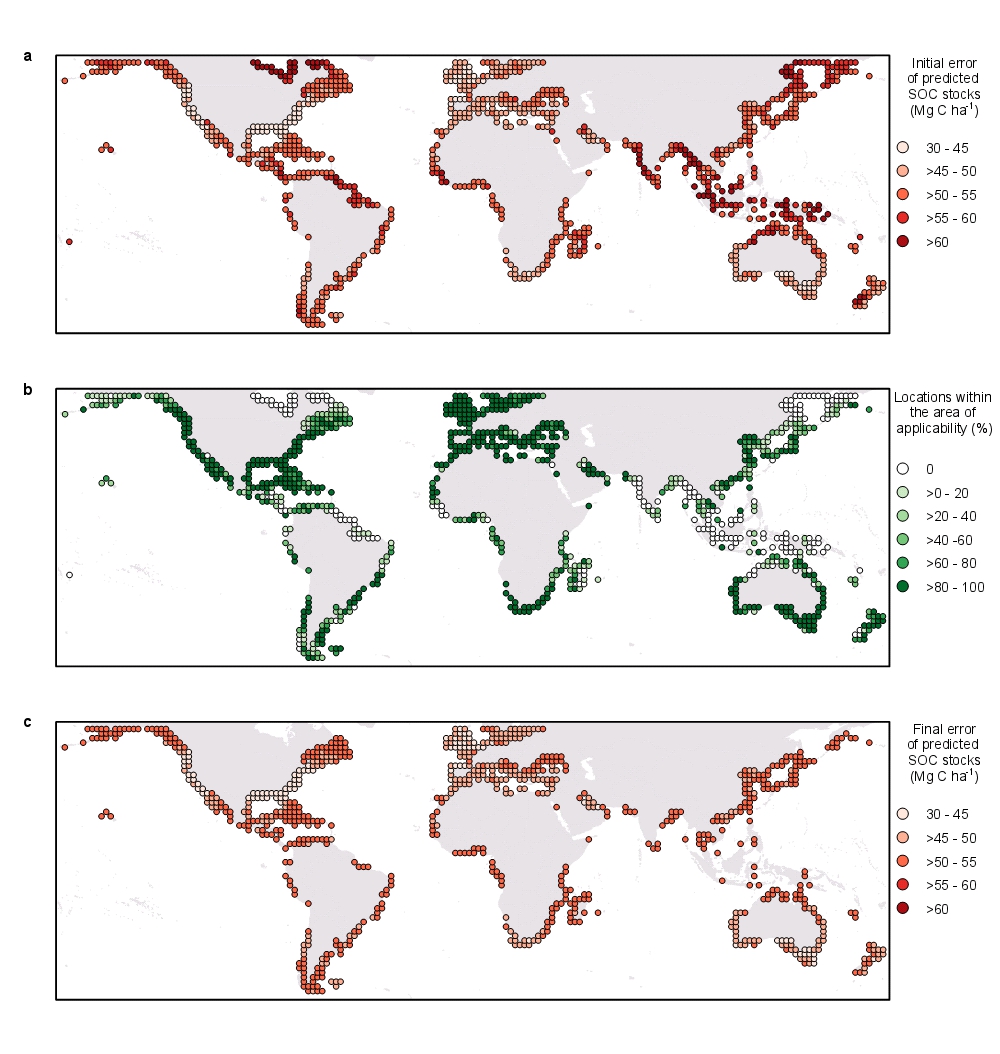 a
Initial error
of predicted
SOC stocks
(Mg C ha-1)
30 - 45
>45 - 50
>50 - 55
>55 - 60
>60
b
Locations within
the area of
applicability (%)
0
>0 - 20
>20 - 40
>40 -60
>60 - 80
>80 - 100
c
Final error
of predicted
SOC stocks
(Mg C ha-1)
30 - 45
>45 - 50
>50 - 55
>55 - 60
>60